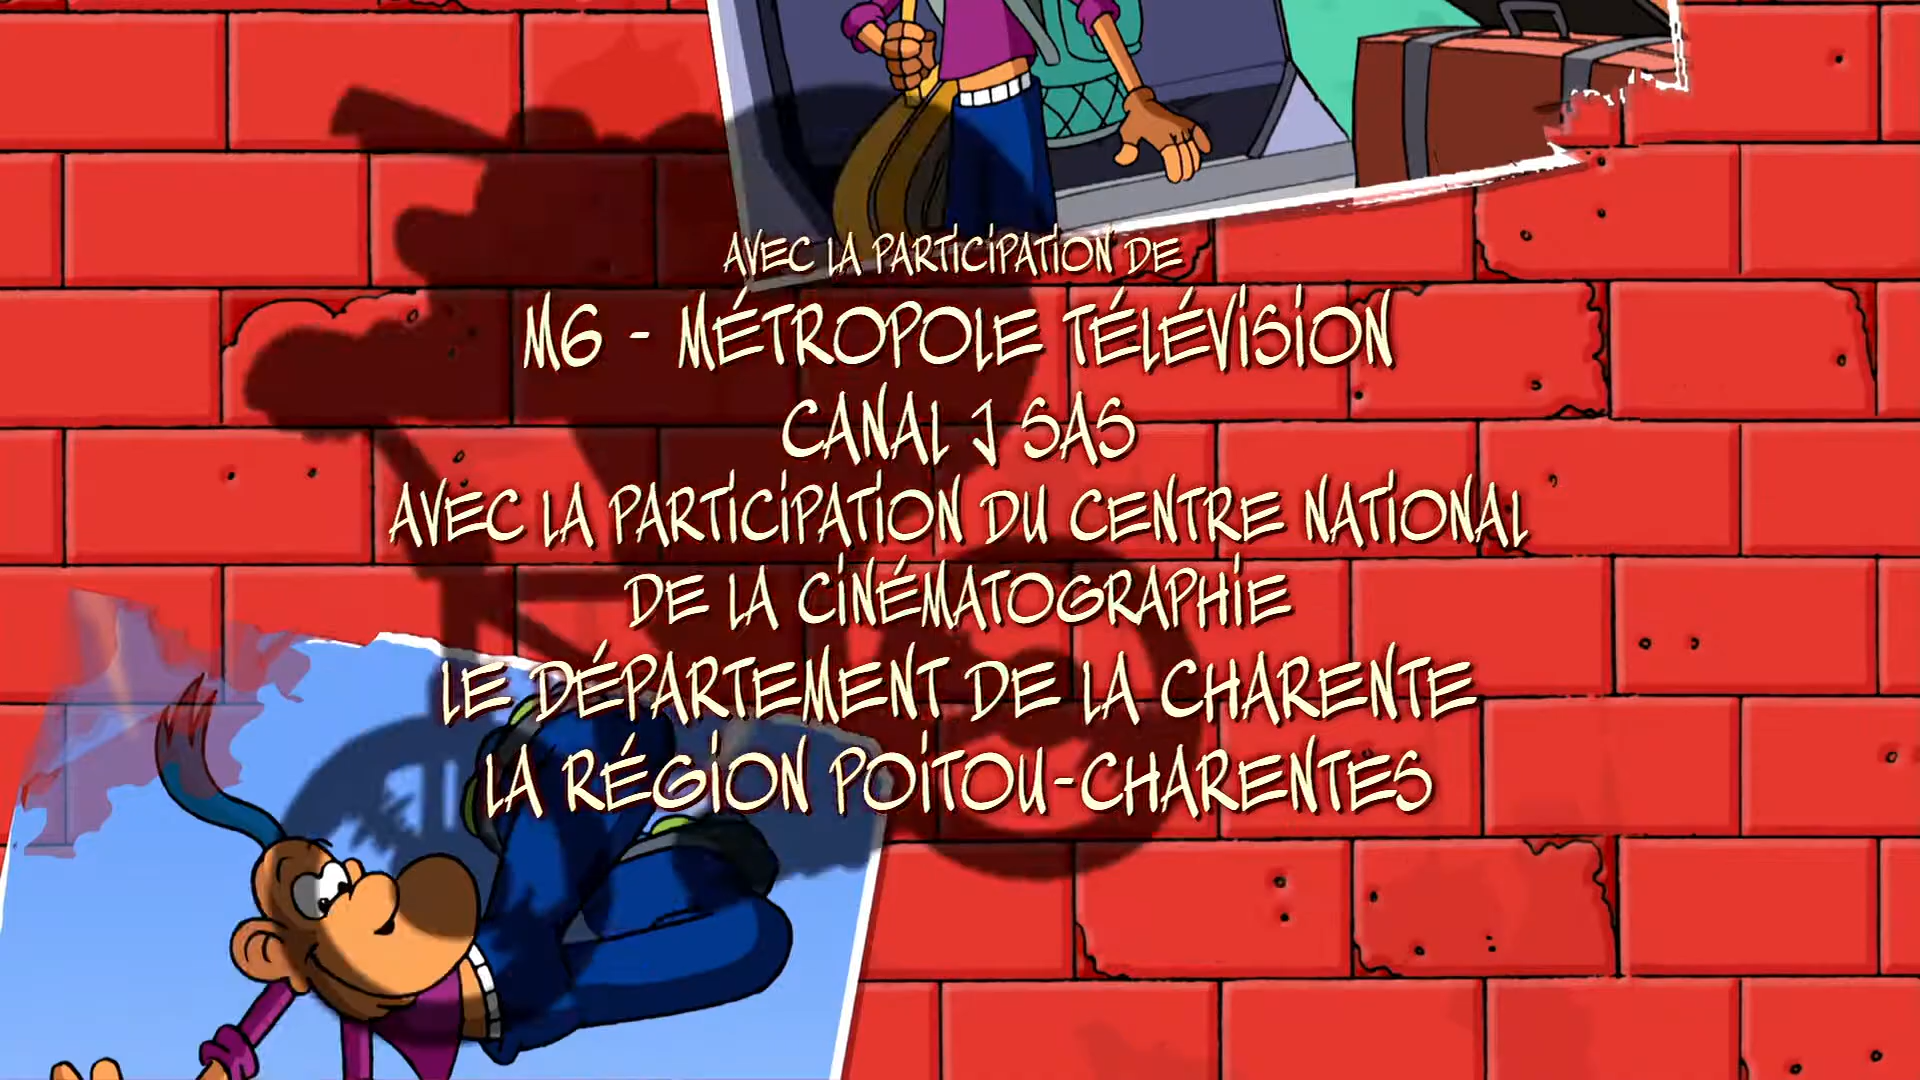 AVEC LA PARTICIPATION DE
M6 - MÉTROPOLE TÉLÉVISION
CANAL J SAS
AVEC LA PARTICIPATION DU CENTRE NATIONAL
DE LA CINÉMATOGRAPHIE
LE DÉPARTEMENT DE LA CHARENTE
LA RÉGION POITOU-CHARENTES